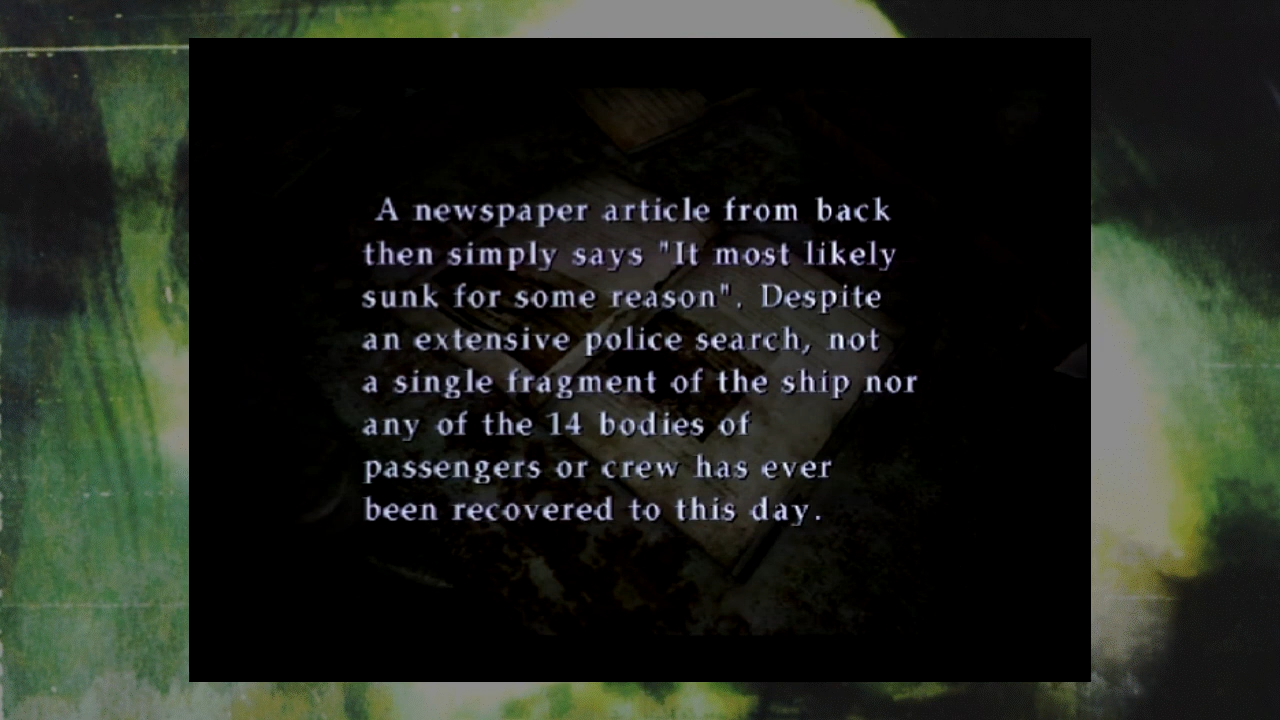 A newspaper article from back
then simply says "It most likely
sunk for some reason". Despite
an extensive police search, not
a single fragment of the ship nor
any of the 14 bodies of
passengers or crew has ever
been recovered to this day.